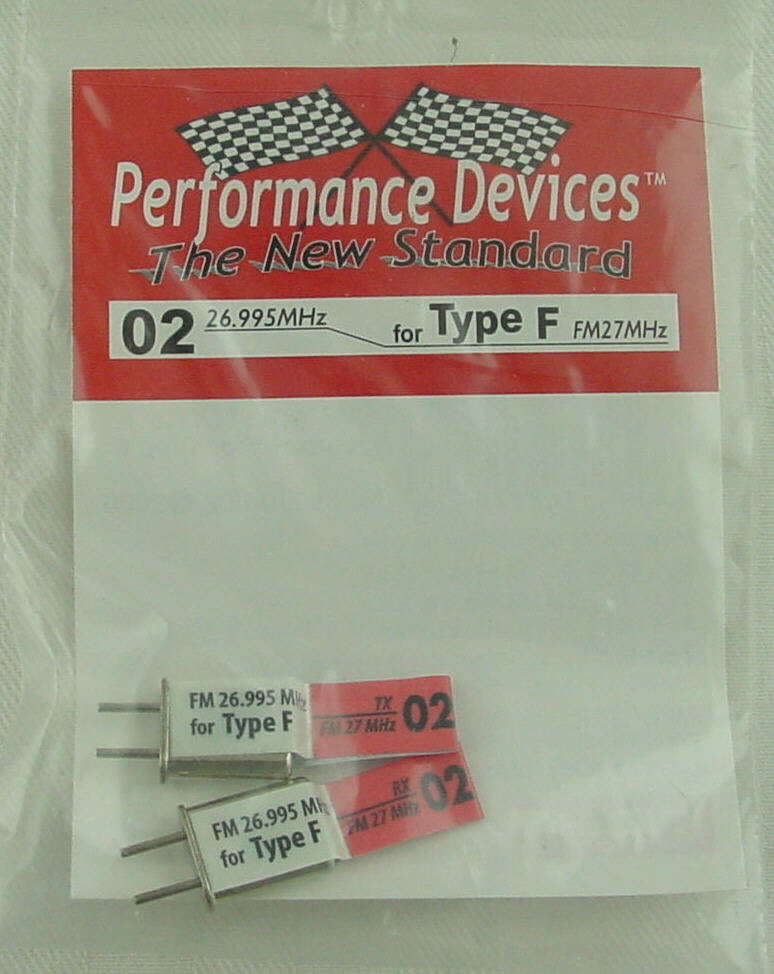 Performance Devices™
The New Standard
02 26.995MHz for Type F FM27MHz
FM 26.995 MHz
for Type F
TX
FM 27 MHz
02
FM 26.995 MHz
for Type F
RX
FM 27 MHz
02